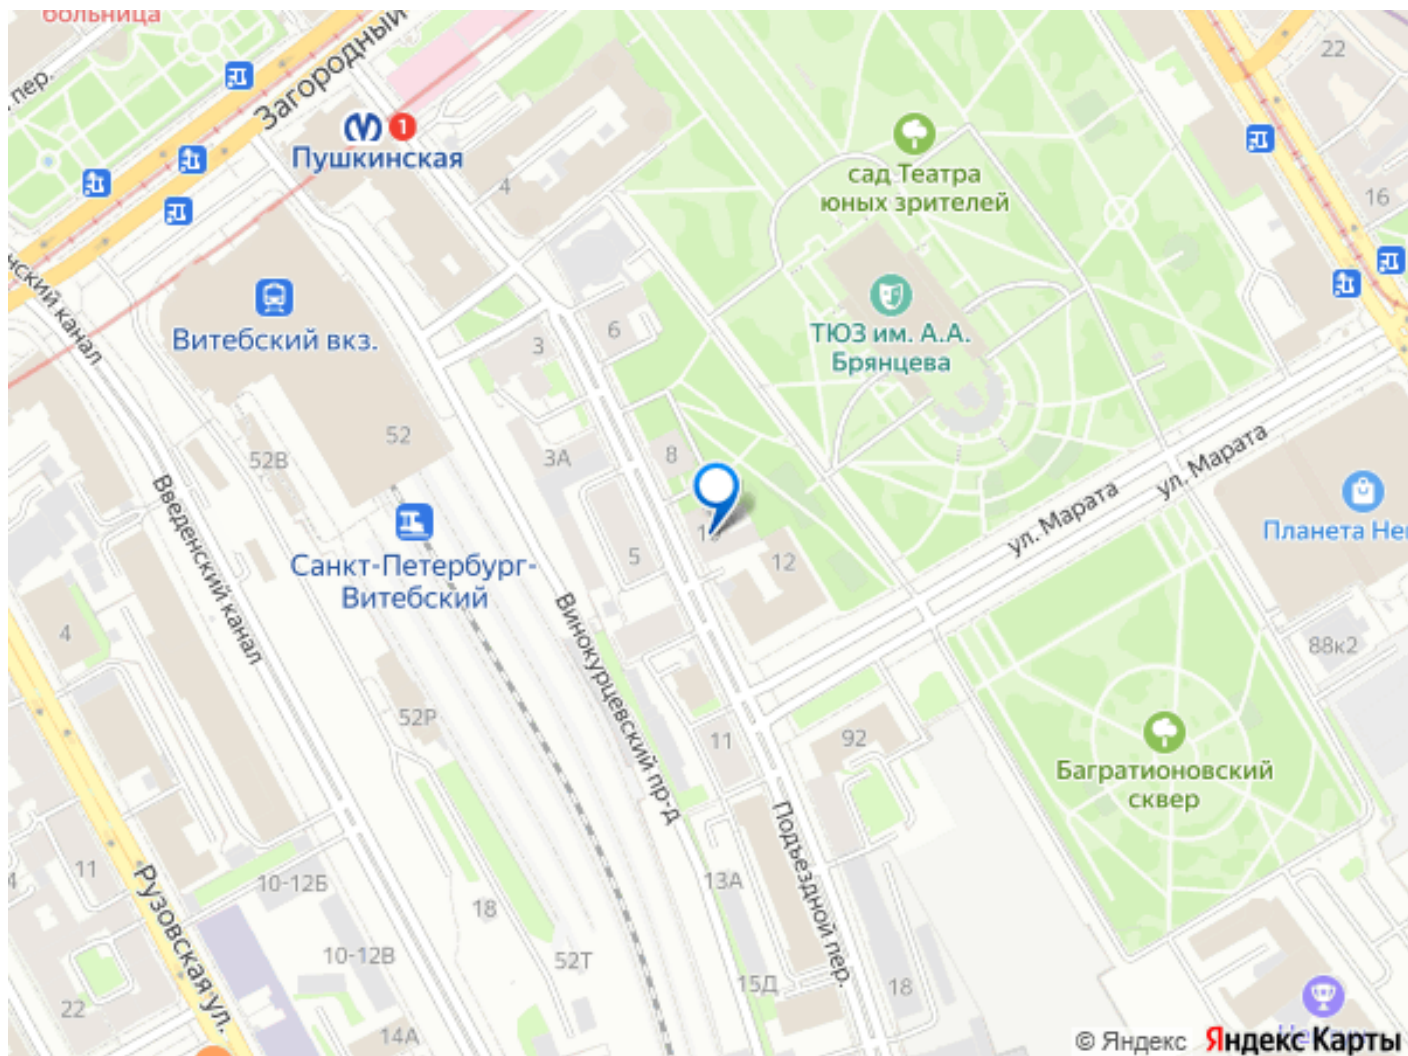 больница
пер.
Загородный
22
1
Пушкинская
4
сад Театра
юных зрителей
16
нский канал
Витебский вкз.
3
6
ТЮЗ им. А.А.
Брянцева
52
52В
3А
8
ул. Марата
ул. Марата
Введенский канал
Санкт-Петербург-
Витебский
5
12
Планета Не
4
Винокурцевский пр-д
88к2
52Р
11
92
Багратионовский
сквер
Подъездной пер.
11
10-12Б
13А
Рузовская ул.
18
10-12В
52Т
15Д
18
22
14А
© Яндекс
Яндекс Карты